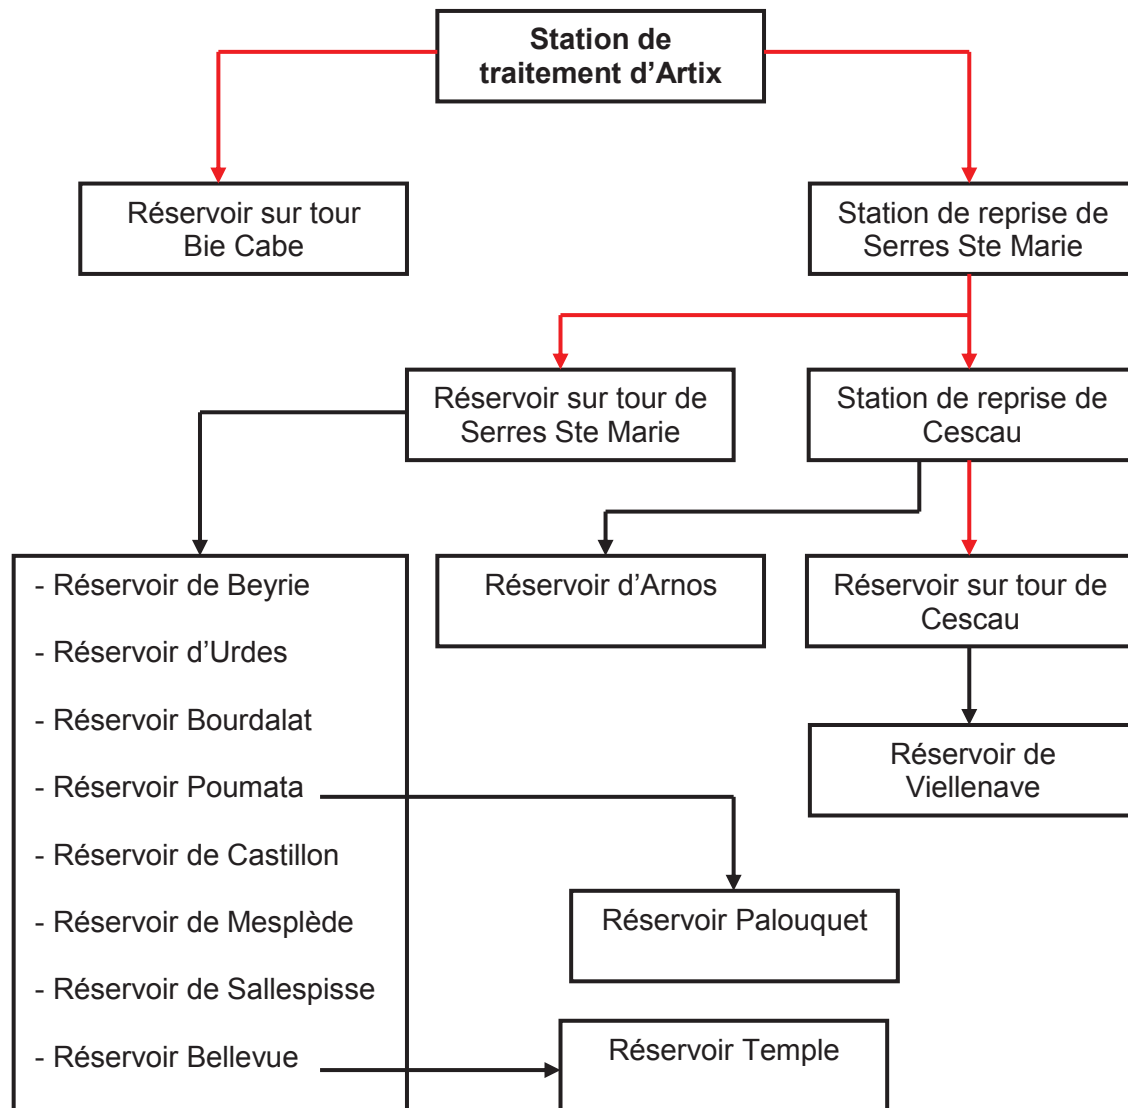 Station de
traitement d’Artix
Réservoir sur tour
Bie Cabe
Station de reprise de
Serres Ste Marie
Réservoir sur tour de
Serres Ste Marie
Station de reprise de
Cescau
- Réservoir de Beyrie
- Réservoir d’Urdes
- Réservoir Bourdalat
- Réservoir Poumata
- Réservoir de Castillon
- Réservoir de Mesplède
- Réservoir de Sallespisse
- Réservoir Bellevue
Réservoir d’Arnos
Réservoir sur tour de
Cescau
Réservoir de
Viellenave
Réservoir Palouquet
Réservoir Temple